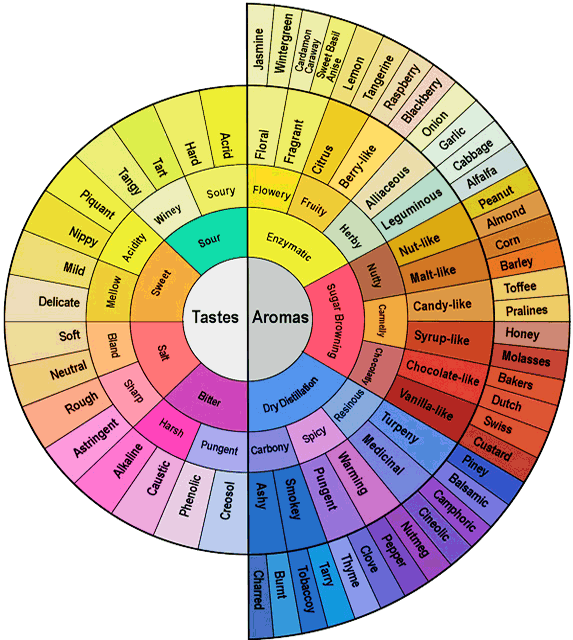 Tastes
Aromas
Sour
Sweet
Salt
Bitter
Soury
Winey
Acidity
Mellow
Bland
Sharp
Harsh
Pungent
Acrid
Hard
Tart
Tangy
Piquant
Nippy
Mild
Delicate
Soft
Neutral
Rough
Astringent
Alkaline
Caustic
Phenolic
Creosol
Enzymatic
Sugar Browning
Dry Distillation
Flowery
Fruity
Herby
Nutty
Carmelly
Chocolaty
Resinous
Spicy
Carbony
Floral
Fragrant
Citrus
Berry-like
Alliaceous
Leguminous
Nut-like
Malt-like
Candy-like
Syrup-like
Chocolate-like
Vanilla-like
Turpeny
Medicinal
Warming
Pungent
Smokey
Ashy
Jasmine
Wintergreen
Cardamon
Caraway
Sweet Basil
Anise
Lemon
Tangerine
Raspberry
Blackberry
Onion
Garlic
Cabbage
Alfalfa
Peanut
Almond
Corn
Barley
Toffee
Pralines
Honey
Molasses
Bakers
Dutch
Swiss
Custard
Piney
Balsamic
Camphoric
Cineolic
Nutmeg
Pepper
Clove
Thyme
Tarry
Tobaccoy
Burnt
Charred